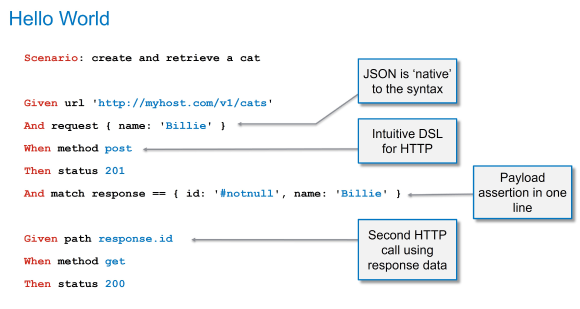 Hello World
Scenario: create and retrieve a cat
Given url 'http://myhost.com/v1/cats'
And request { name: 'Billie' }
When method post
Then status 201
And match response == { id: '#notnull', name: 'Billie' }
Given path response.id
When method get
Then status 200
JSON is ‘native’
to the syntax
Intuitive DSL
for HTTP
Payload
assertion in one
line
Second HTTP
call using
response data